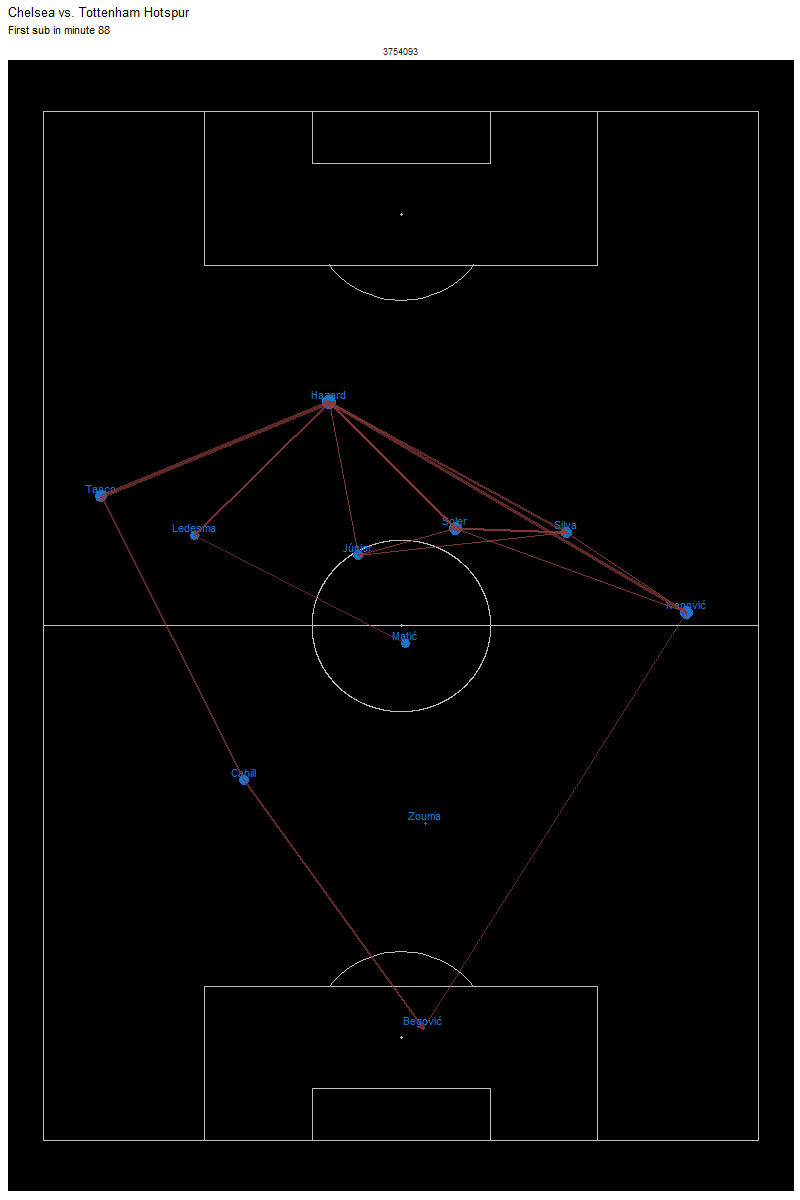 Chelsea vs. Tottenham Hotspur
First sub in minute 88
3754093
Hazard
Tanco
Ledesma
Soler
Silva
Júnior
Ivanović
Matić
Cahill
Zouma
Begović